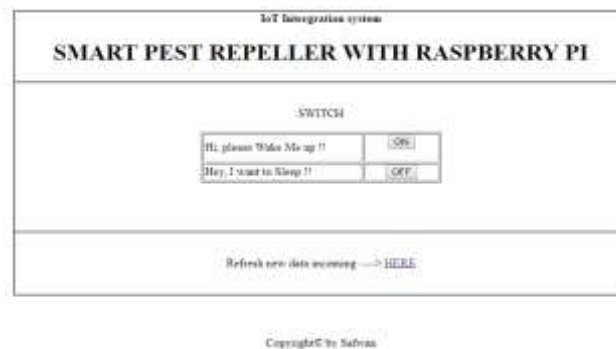 IoT Intergration system
SMART PEST REPELLER WITH RASPBERRY PI
SWITCH
Hi, please Wake Me up !! ON
Hey, I want to Sleep !! OFF
Refresh new data incoming ----> HERE
Copyright© by Safwan